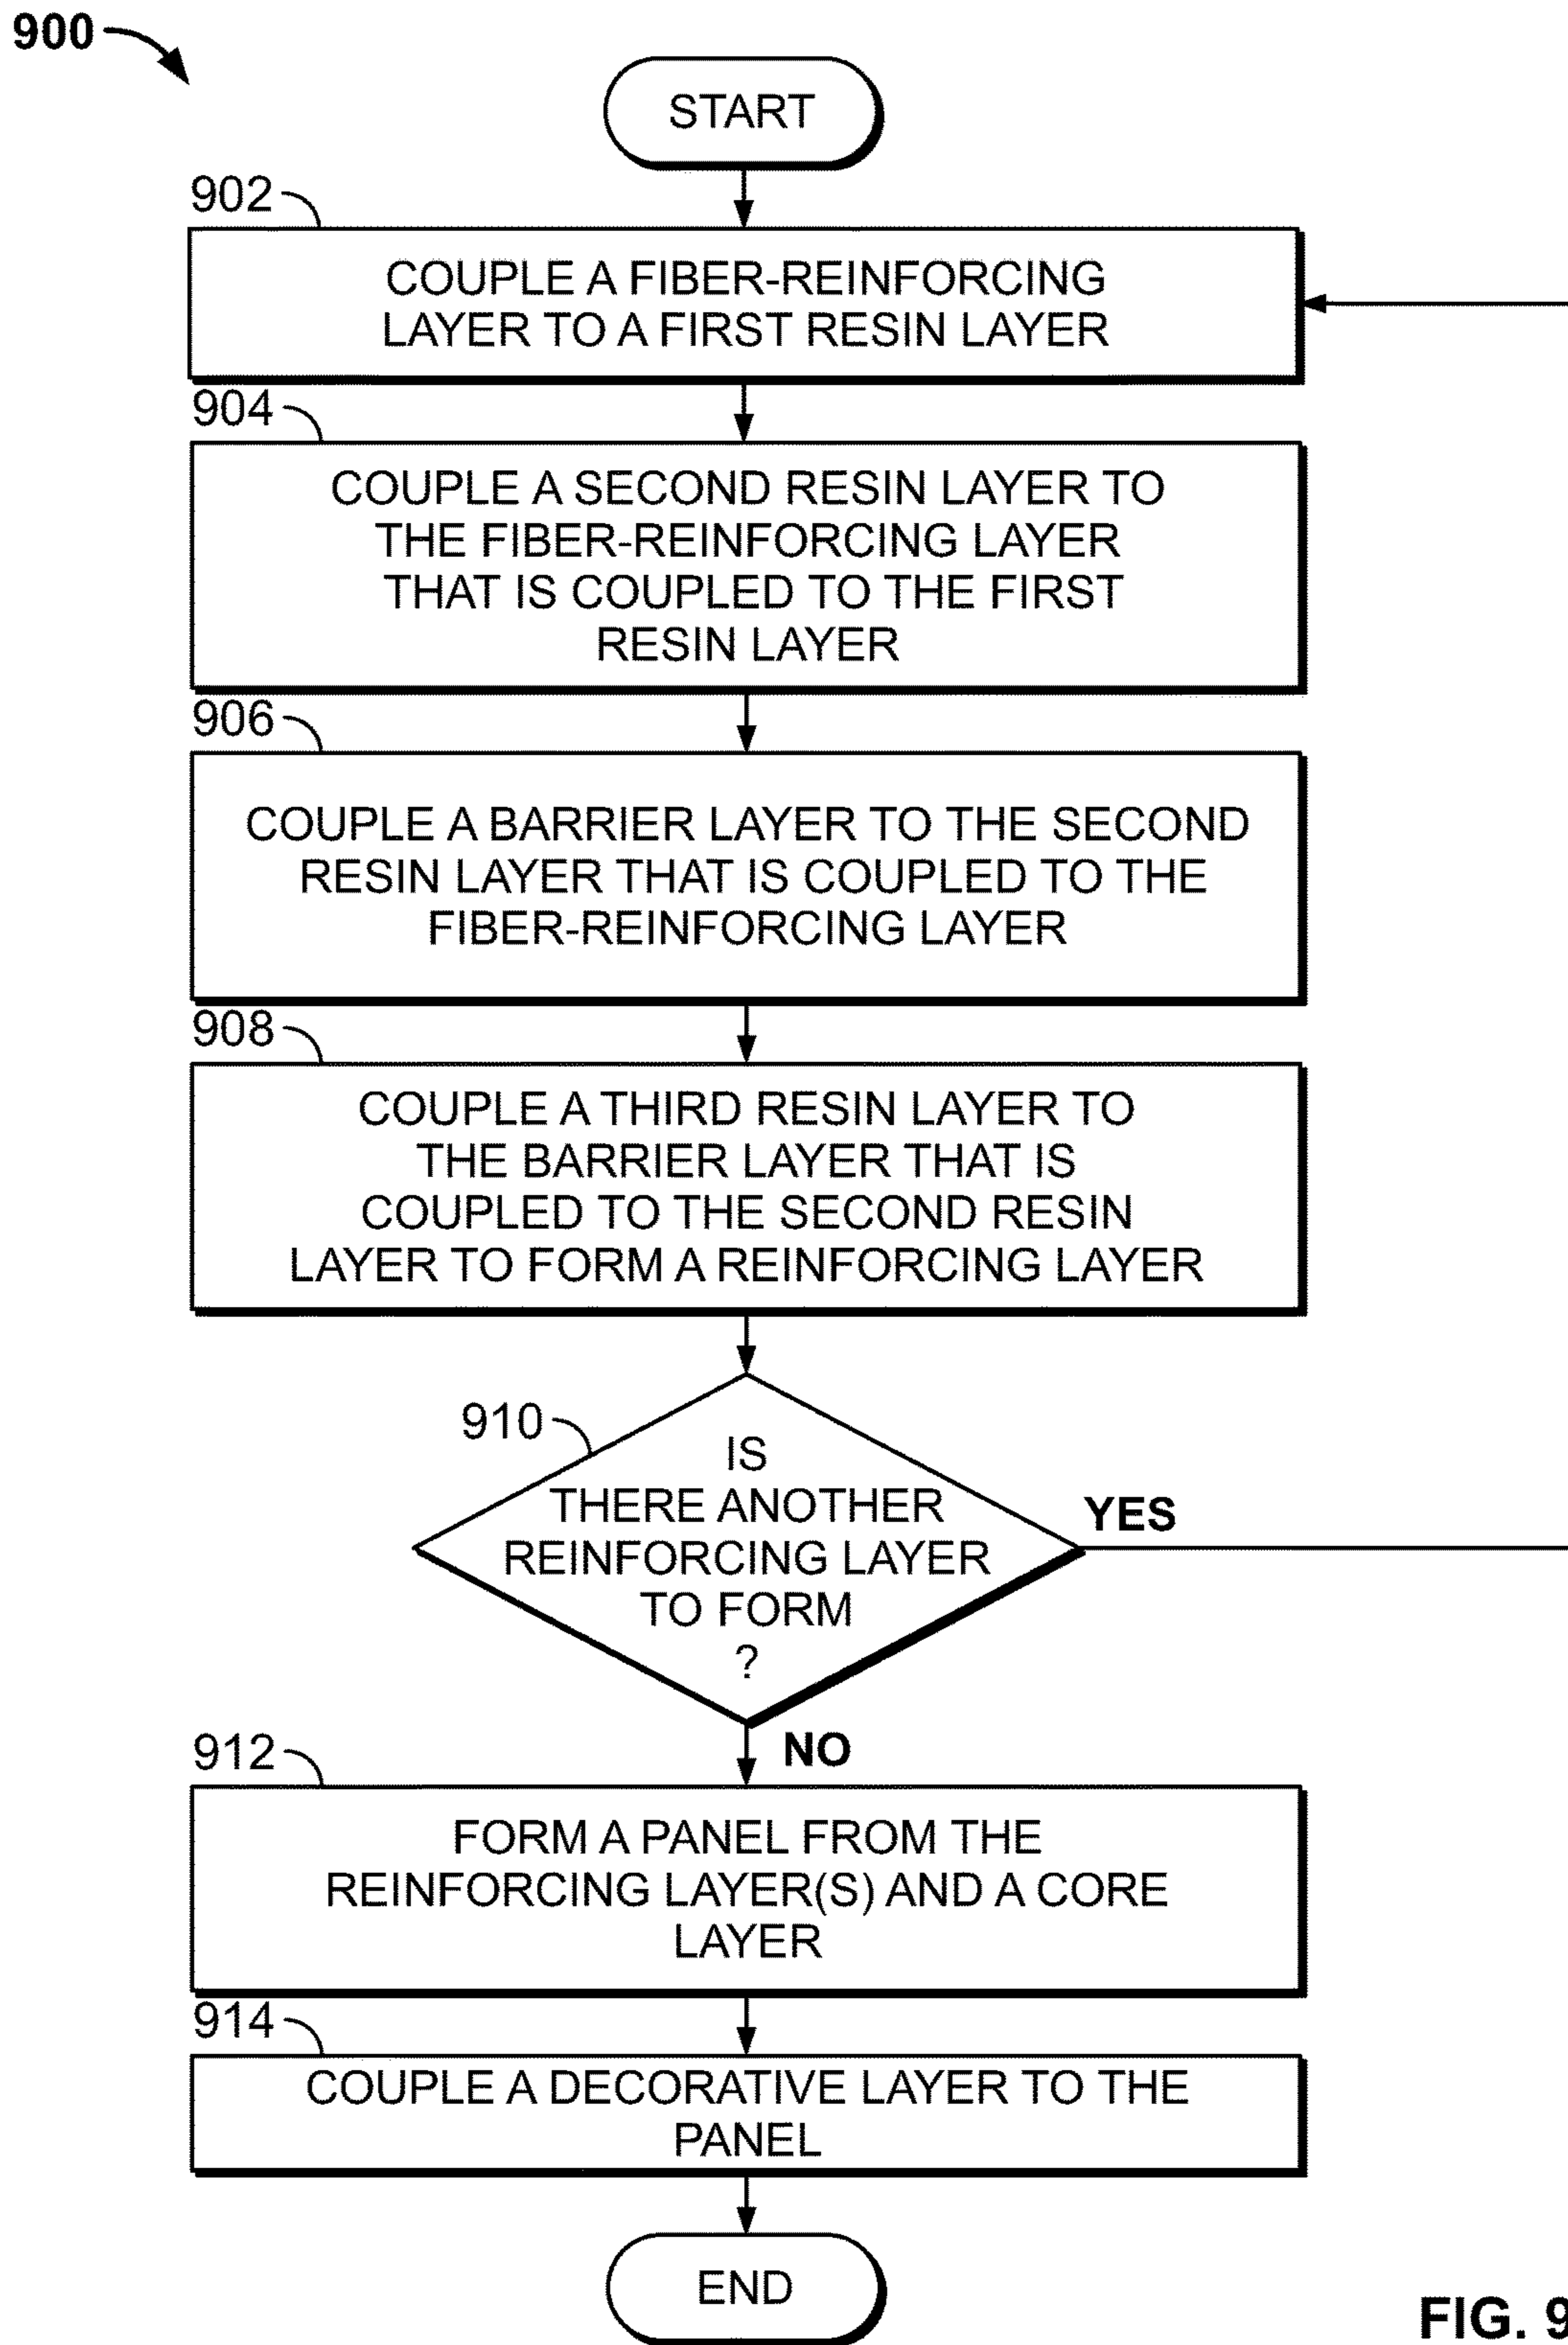 900
START
902
COUPLE A FIBER-REINFORCING
LAYER TO A FIRST RESIN LAYER
904
COUPLE A SECOND RESIN LAYER TO
THE FIBER-REINFORCING LAYER
THAT IS COUPLED TO THE FIRST
RESIN LAYER
906
COUPLE A BARRIER LAYER TO THE SECOND
RESIN LAYER THAT IS COUPLED TO THE
FIBER-REINFORCING LAYER
908
COUPLE A THIRD RESIN LAYER TO
THE BARRIER LAYER THAT IS
COUPLED TO THE SECOND RESIN
LAYER TO FORM A REINFORCING LAYER
910
IS
THERE ANOTHER
REINFORCING LAYER
TO FORM
?
YES
NO
912
FORM A PANEL FROM THE
REINFORCING LAYER(S) AND A CORE
LAYER
914
COUPLE A DECORATIVE LAYER TO THE
PANEL
END
FIG. 9